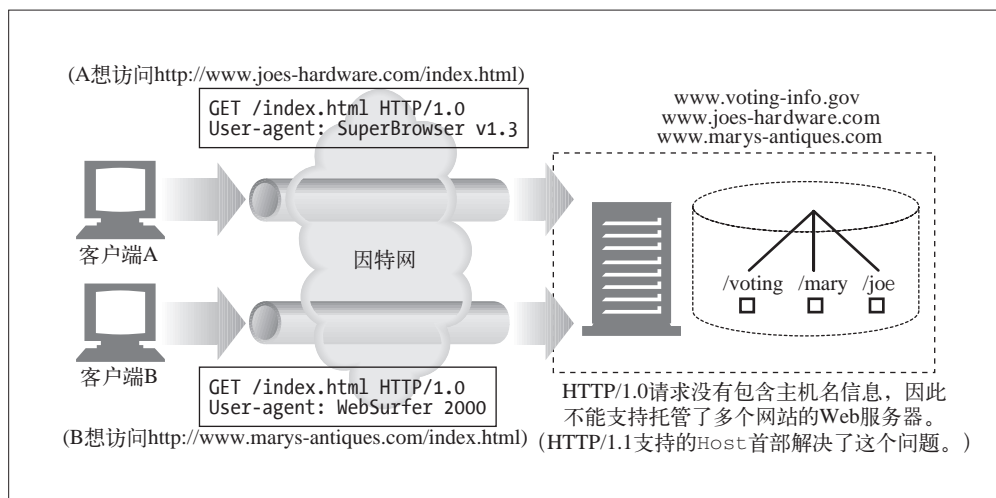 (A想访问http://www.joes-hardware.com/index.html)
GET /index.html HTTP/1.0
User-agent: SuperBrowser v1.3
www.voting-info.gov
www.joes-hardware.com
www.marys-antiques.com
客户端A
因特网
/voting /mary /joe
客户端B
GET /index.html HTTP/1.0
User-agent: WebSurfer 2000
(B想访问http://www.marys-antiques.com/index.html)
HTTP/1.0请求没有包含主机名信息，因此
不能支持托管了多个网站的Web服务器。
（HTTP/1.1支持的Host首部解决了这个问题。）